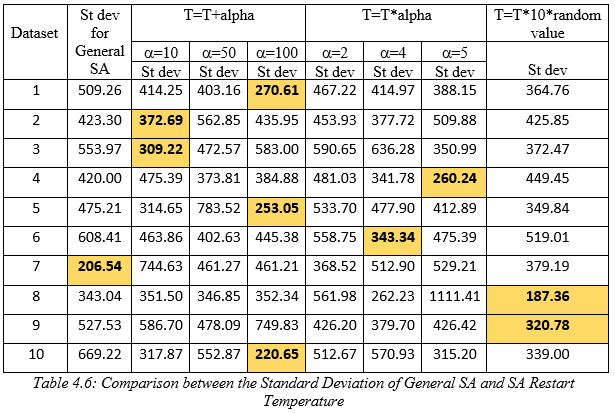 Dataset St dev for General SA T=T+alpha T=T*alpha T=T*10*random value
α=10 α=50 α=100 α=2 α=4 α=5
St dev St dev St dev St dev St dev St dev St dev
1 509.26 414.25 403.16 270.61 467.22 414.97 388.15 364.76
2 423.30 372.69 562.85 435.95 453.93 377.72 509.88 425.85
3 553.97 309.22 472.57 583.00 590.65 636.28 350.99 372.47
4 420.00 475.39 373.81 384.88 481.03 341.78 260.24 449.45
5 475.21 314.65 783.52 253.05 533.70 477.90 412.89 349.84
6 608.41 463.86 402.63 445.38 558.75 343.34 475.39 519.01
7 206.54 744.63 461.27 461.21 368.52 512.90 529.21 379.19
8 343.04 351.50 346.85 352.34 561.98 262.23 1111.41 187.36
9 527.53 586.70 478.09 749.83 426.20 379.70 426.42 320.78
10 669.22 317.87 552.87 220.65 512.67 570.93 315.20 339.00
Table 4.6: Comparison between the Standard Deviation of General SA and SA Restart
Temperature